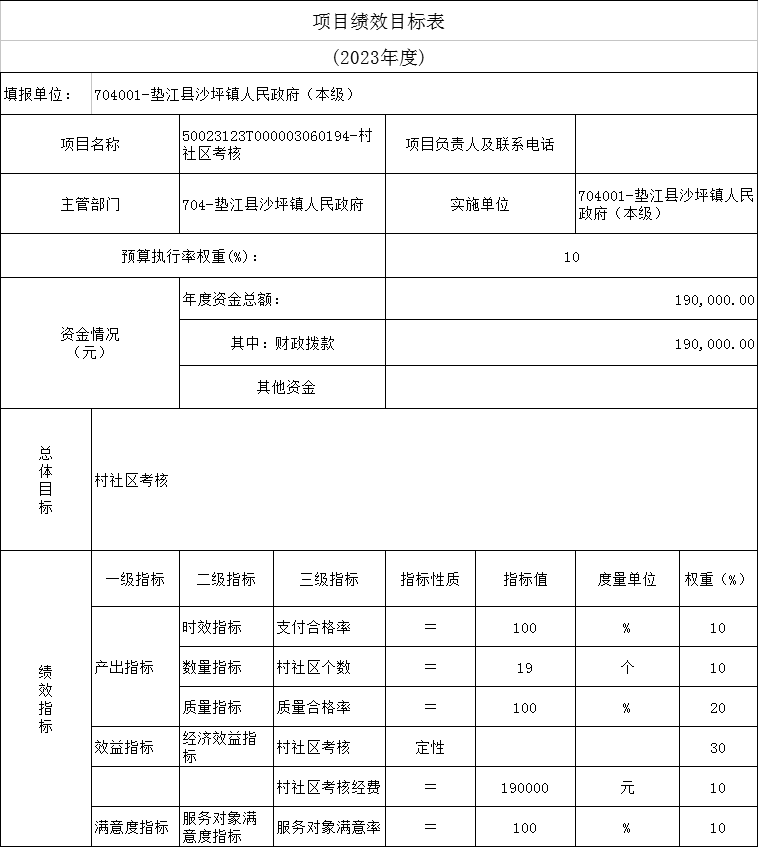 项目绩效目标表
(2023年度)
填报单位： 704001-垫江县沙坪镇人民政府（本级）
项目名称 50023123T000003060194-村社区考核 项目负责人及联系电话
主管部门 704-垫江县沙坪镇人民政府 实施单位 704001-垫江县沙坪镇人民政府（本级）
预算执行率权重(%)： 10
资金情况（元） 年度资金总额： 190,000.00
其中：财政拨款 190,000.00
其他资金
总体目标 村社区考核
绩效指标 一级指标 二级指标 三级指标 指标性质 指标值 度量单位 权重（%）
产出指标 时效指标 支付合格率 ＝ 100 % 10
数量指标 村社区个数 ＝ 19 个 10
质量指标 质量合格率 ＝ 100 % 20
效益指标 经济效益指标 村社区考核 定性 30
村社区考核经费 ＝ 190000 元 10
满意度指标 服务对象满意度指标 服务对象满意率 ＝ 100 % 10